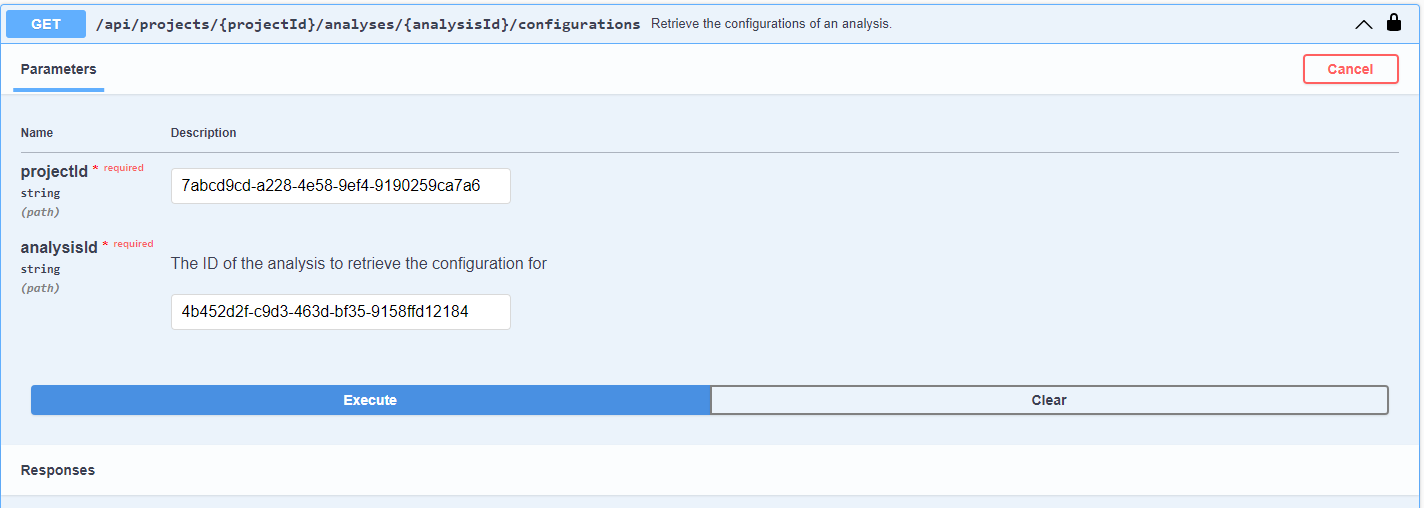 GET /api/projects/{projectId}/analyses/{analysisId}/configurations Retrieve the configurations of an analysis.
Parameters Cancel
Name Description
projectId * required
string
(path)
7abcd9cd-a228-4e58-9ef4-9190259ca7a6
analysisId * required
string
(path)
The ID of the analysis to retrieve the configuration for
4b452d2f-c9d3-463d-bf35-9158ffd12184
Execute Clear
Responses